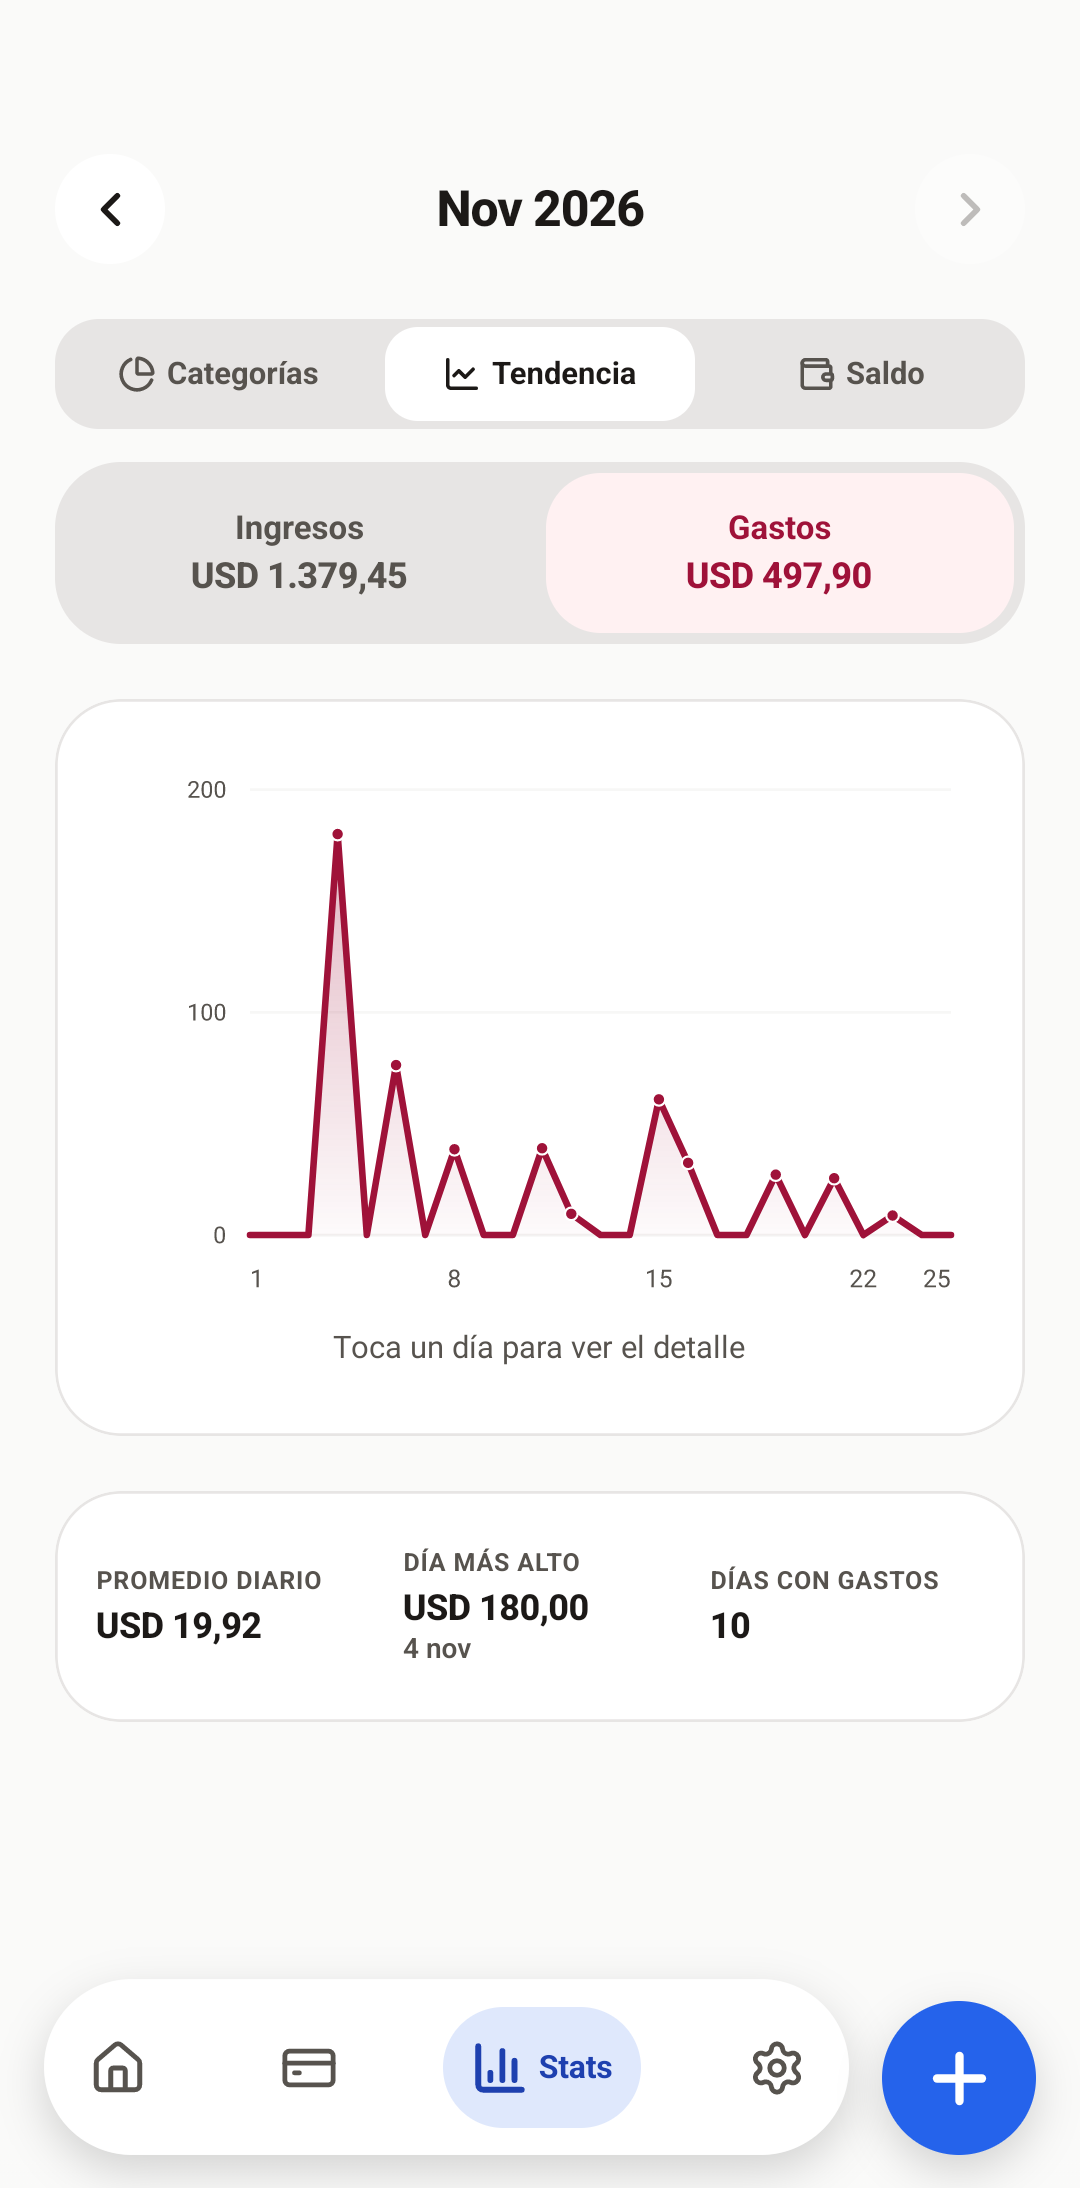 Nov 2026
Categorías
Tendencia
Saldo
Ingresos
USD 1.379,45
Gastos
USD 497,90
200
100
0
1
8
15
22
25
Toca un día para ver el detalle
PROMEDIO DIARIO
USD 19,92
DÍA MÁS ALTO
USD 180,00
4 nov
DÍAS CON GASTOS
10
Stats